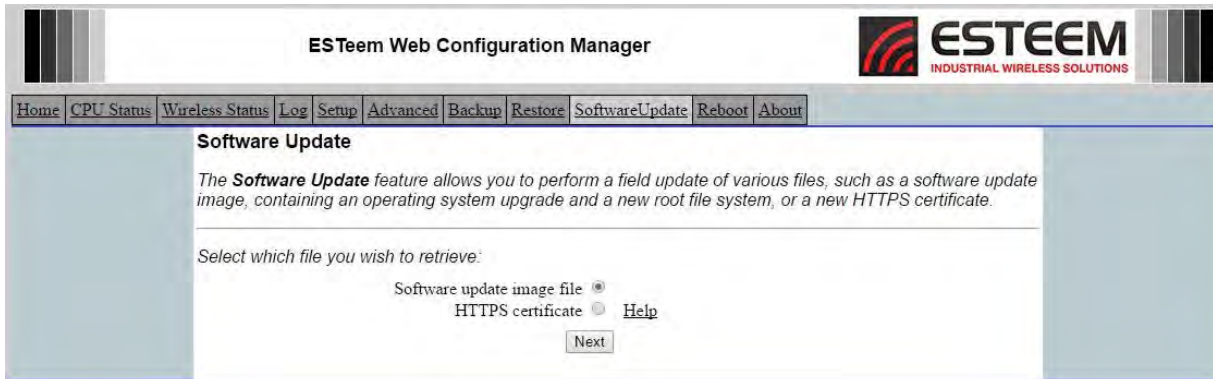 ESTeem Web Configuration Manager
ESTEEM
INDUSTRIAL WIRELESS SOLUTIONS
Home CPU Status Wireless Status Log Setup Advanced Backup Restore SoftwareUpdate Reboot About
Software Update
The Software Update feature allows you to perform a field update of various files, such as a software update
image, containing an operating system upgrade and a new root file system, or a new HTTPS certificate.
Select which file you wish to retrieve:
Software update image file
HTTPS certificate Help
Next